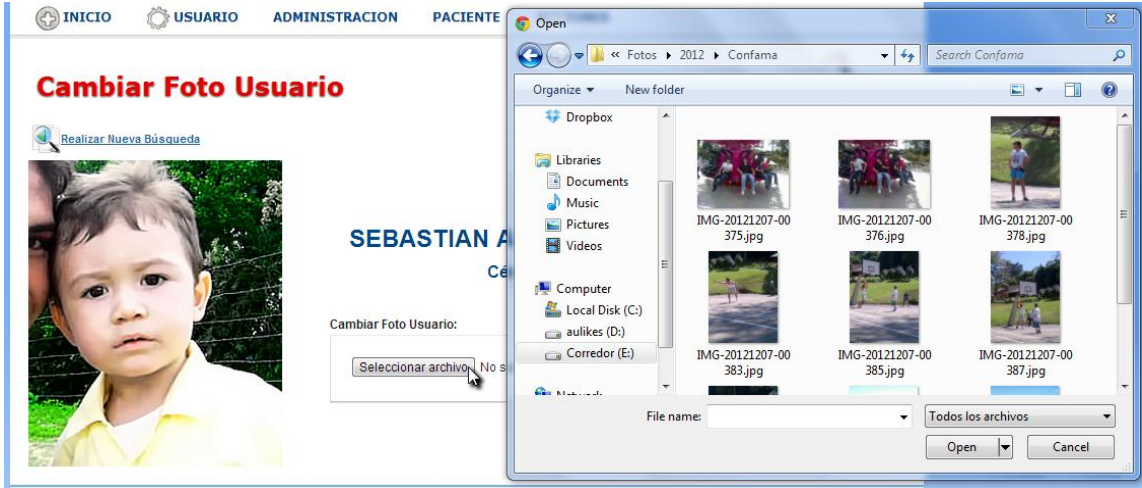 INICIO USUARIO ADMINISTRACION PACIENTE
Cambiar Foto Usuario
Realizar Nueva Búsqueda
SEBASTIAN A
Cé
Cambiar Foto Usuario:
Seleccionar archivo No s
Open
« Fotos 2012 Confama Search Confama
Organize New folder
Dropbox
Libraries
Documents
Music
Pictures
Videos
Computer
Local Disk (C:)
aulikes (D:)
Corredor (E:)
IMG-20121207-00
375.jpg
IMG-20121207-00
376.jpg
IMG-20121207-00
378.jpg
IMG-20121207-00
383.jpg
IMG-20121207-00
385.jpg
IMG-20121207-00
387.jpg
File name: Todos los archivos
Open Cancel